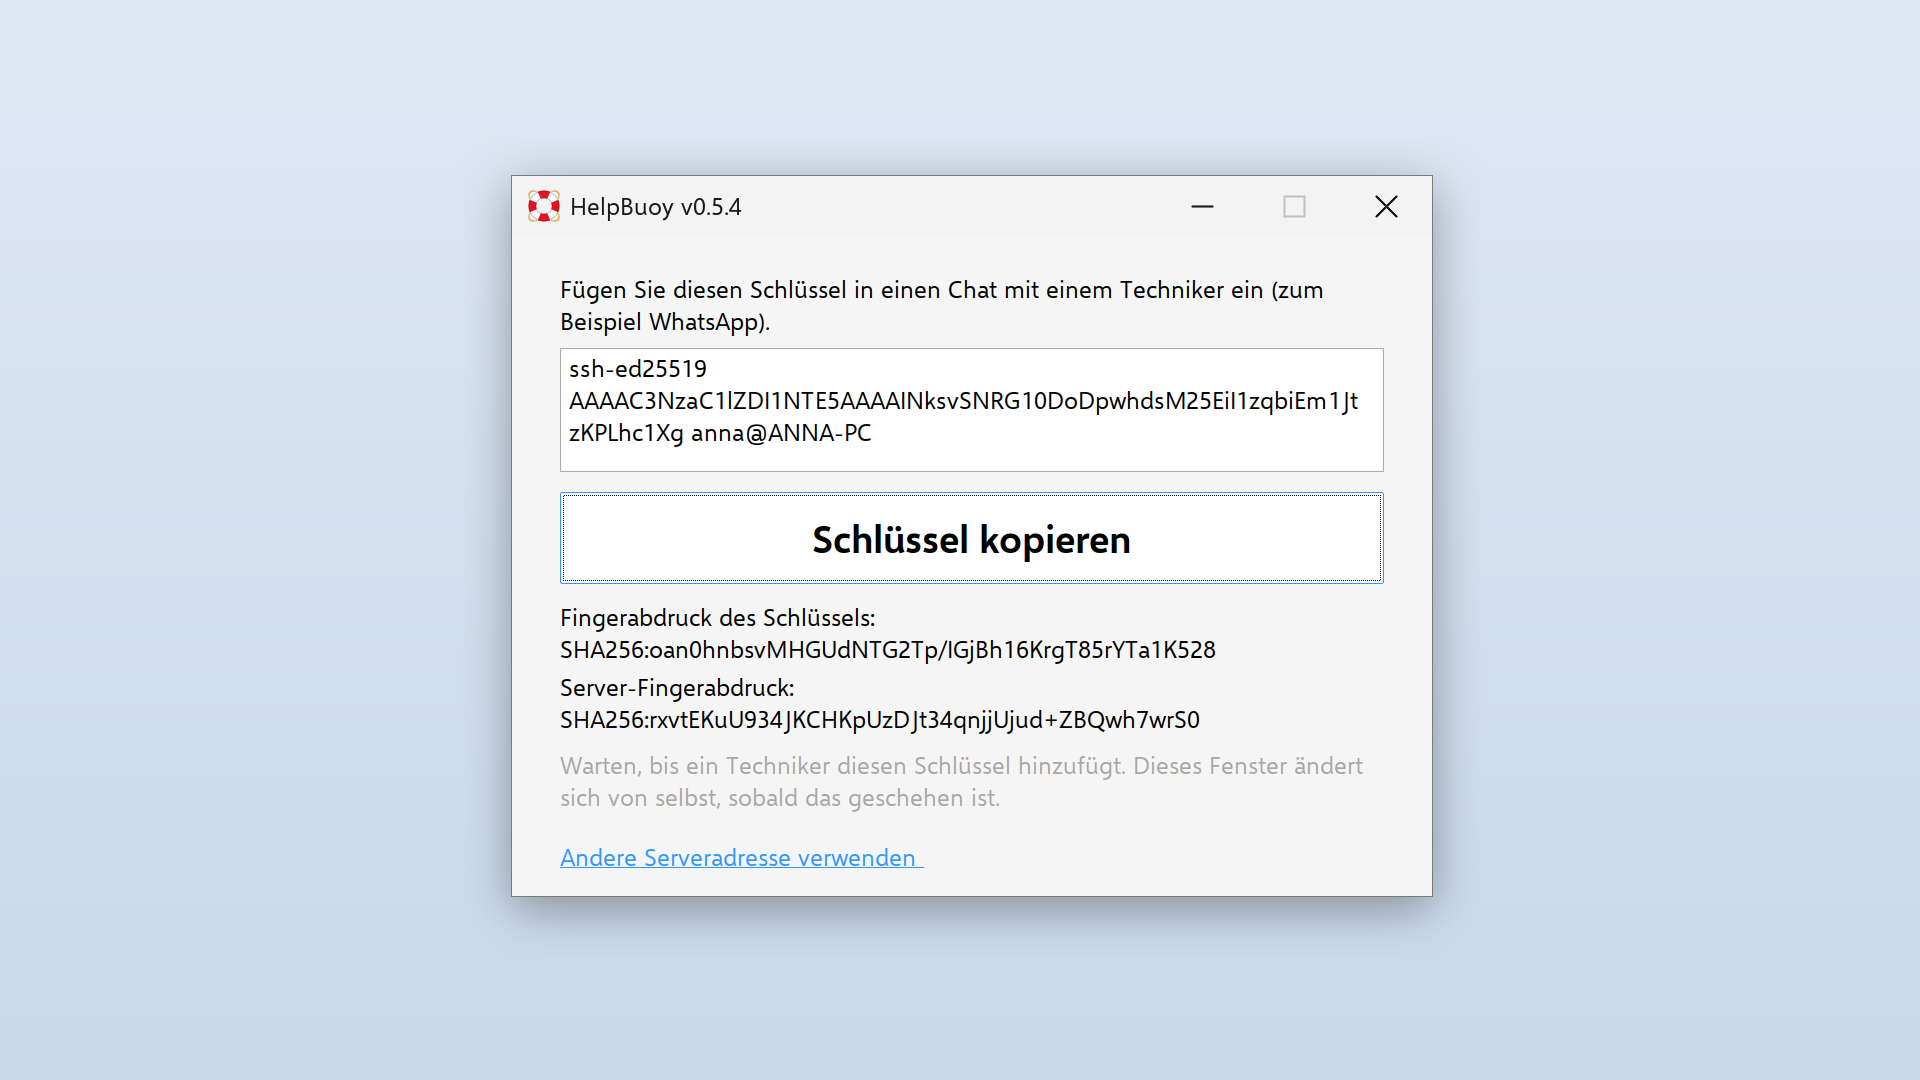 HelpBuoy v0.5.4
Fügen Sie diesen Schlüssel in einen Chat mit einem Techniker ein (zum
Beispiel WhatsApp).
ssh-ed25519
AAAAC3NzaC1lZDI1NTE5AAAAINksvSNRG10DoDpwhdsM25EiI1zqbiEm1Jt
zKPLhc1Xg anna@ANNA-PC
Schlüssel kopieren
Fingerabdruck des Schlüssels:
SHA256:oan0hnbsvMHGUdNTG2Tp/IGjBh16KrgT85rYTa1K528
Server-Fingerabdruck:
SHA256:rxvtEKuU934JKCHKpUzDJt34qnjjUjud+ZBQwh7wrS0
Warten, bis ein Techniker diesen Schlüssel hinzufügt. Dieses Fenster ändert
sich von selbst, sobald das geschehen ist.
Andere Serveradresse verwenden